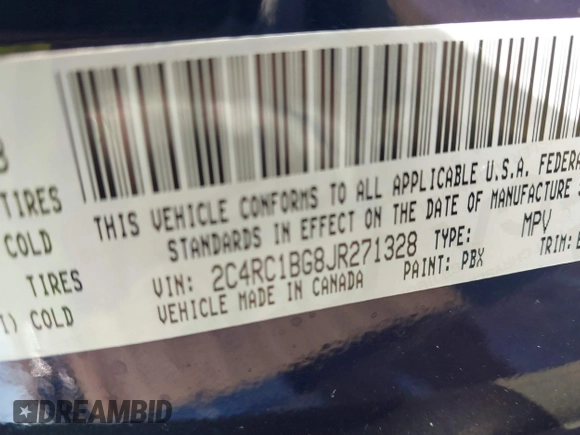 TIRES
COLD
TIRES
COLD
THIS VEHICLE CONFORMS TO ALL APPLICABLE U.S.A. FEDERA
STANDARDS IN EFFECT ON THE DATE OF MANUFACTURE
VIN: 2C4RC1BG8JR271328 TYPE: MPV
VEHICLE MADE IN CANADA PAINT: PBX TRIM:
DREAMBID